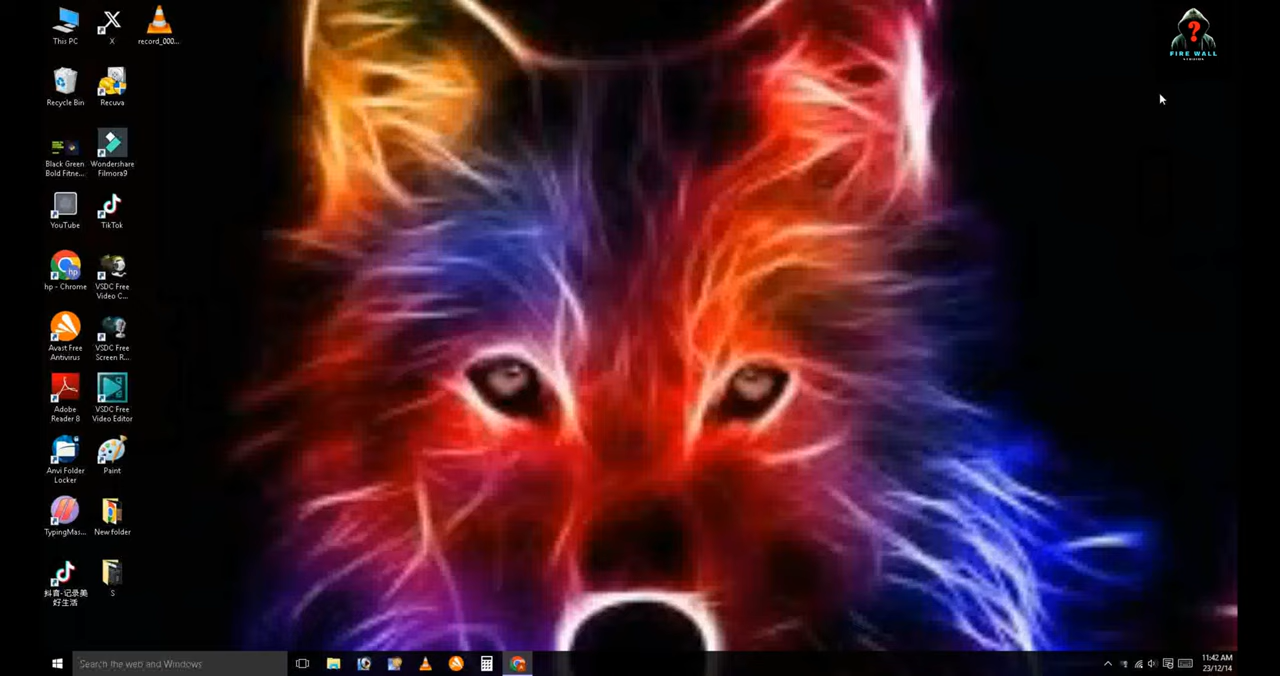 This PC
X
record_000...
Recycle Bin
Recuva
Black Green
Bold Fitne...
Wondershare
Filmora9
YouTube
TikTok
hp - Chrome
VSDC Free
Video C...
Avast Free
Antivirus
VSDC Free
Screen R...
Adobe
Reader 8
VSDC Free
Video Editor
Anvi Folder
Locker
Paint
TypingMas...
New folder
抖音-记录美
好生活
S
?
FIRE WALL
STUDIOS
hp
Search the web and Windows
11:42 AM
23/12/14